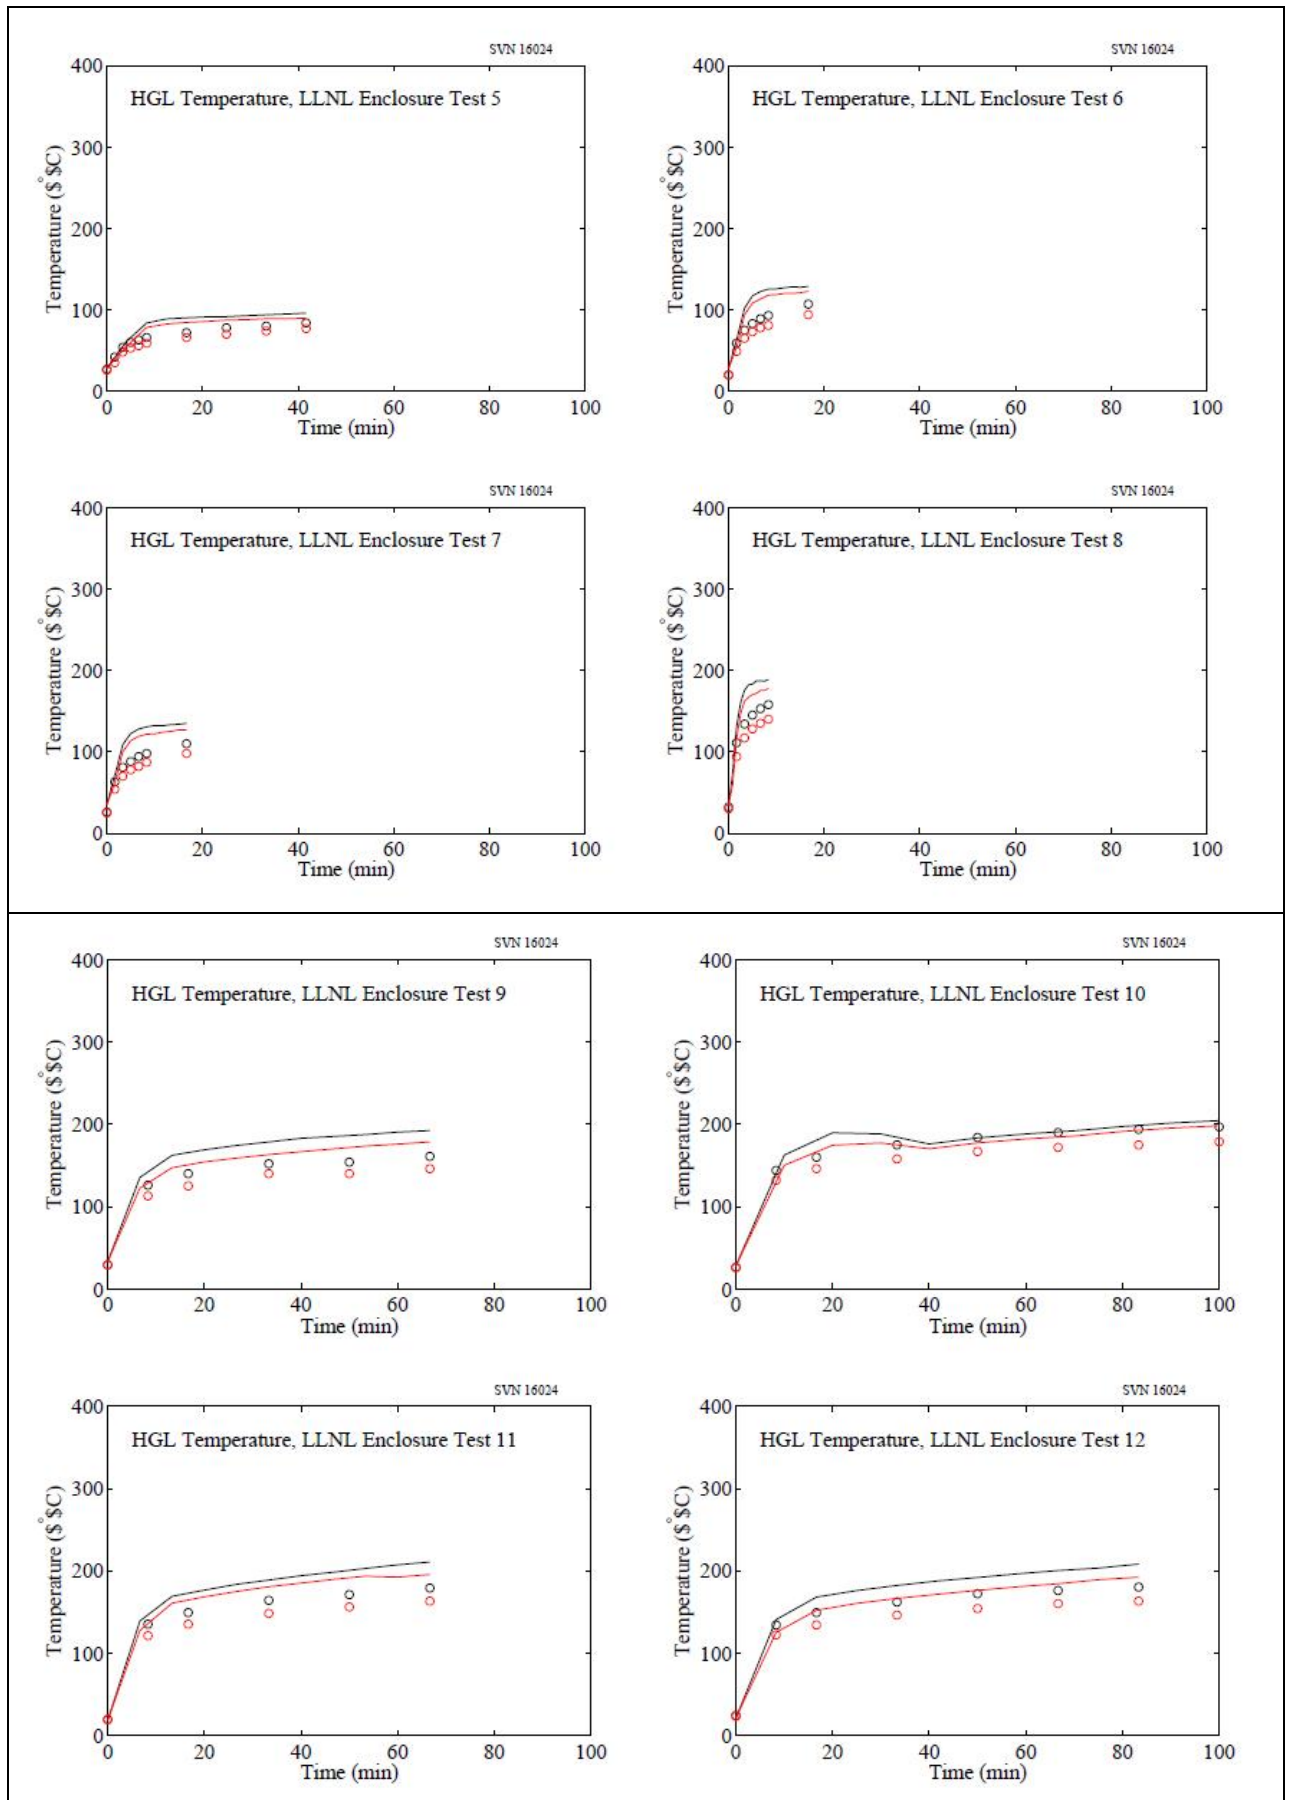 SVN 16024
HGL Temperature, LLNL Enclosure Test 5
Temperature ($°$C)
400
300
200
100
0
0 20 40 60 80 100
Time (min)
SVN 16024
HGL Temperature, LLNL Enclosure Test 6
Temperature ($°$C)
400
300
200
100
0
0 20 40 60 80 100
Time (min)
SVN 16024
HGL Temperature, LLNL Enclosure Test 7
Temperature ($°$C)
400
300
200
100
0
0 20 40 60 80 100
Time (min)
SVN 16024
HGL Temperature, LLNL Enclosure Test 8
Temperature ($°$C)
400
300
200
100
0
0 20 40 60 80 100
Time (min)
SVN 16024
HGL Temperature, LLNL Enclosure Test 9
Temperature ($°$C)
400
300
200
100
0
0 20 40 60 80 100
Time (min)
SVN 16024
HGL Temperature, LLNL Enclosure Test 10
Temperature ($°$C)
400
300
200
100
0
0 20 40 60 80 100
Time (min)
SVN 16024
HGL Temperature, LLNL Enclosure Test 11
Temperature ($°$C)
400
300
200
100
0
0 20 40 60 80 100
Time (min)
SVN 16024
HGL Temperature, LLNL Enclosure Test 12
Temperature ($°$C)
400
300
200
100
0
0 20 40 60 80 100
Time (min)